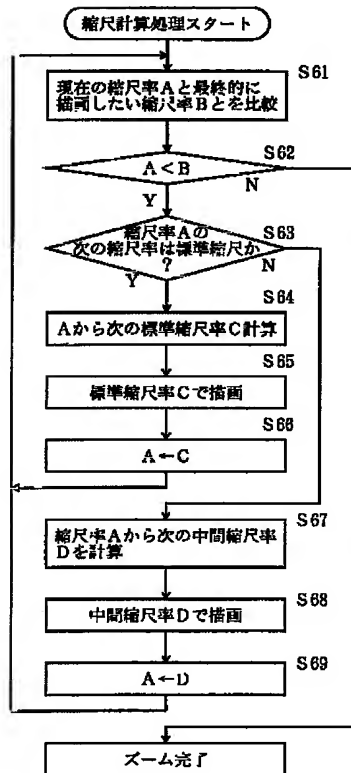 縮尺計算処理スタート
S61
現在の縮尺率Aと最終的に
描画したい縮尺率Bとを比較
S62
A<B
N
Y
S63
縮尺率Aの
次の縮尺率は標準縮尺か
?
N
Y
S64
Aから次の標準縮尺率C計算
S65
標準縮尺率Cで描画
S66
A←C
S67
縮尺率Aから次の中間縮尺率
Dを計算
S68
中間縮尺率Dで描画
S69
A←D
ズーム完了